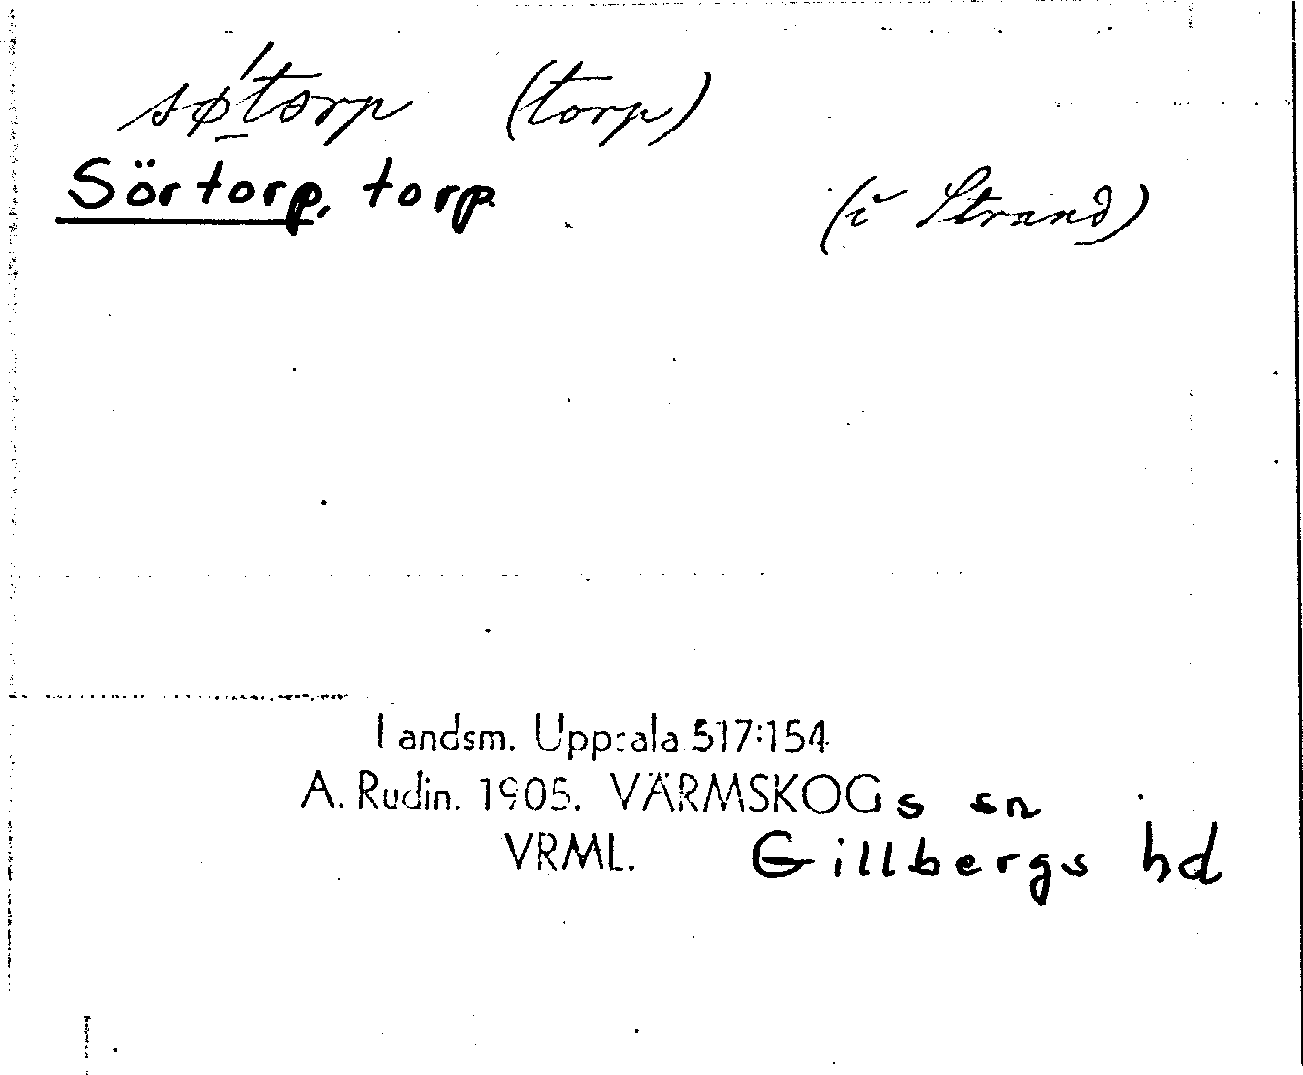 sø'torp (torp)
Sörtorp, torp
(i Strand)
Landsm. Uppsala 517:154
A. Rudin. 1905. VÄRMSKOGs sn
VRML. Gillbergs hd